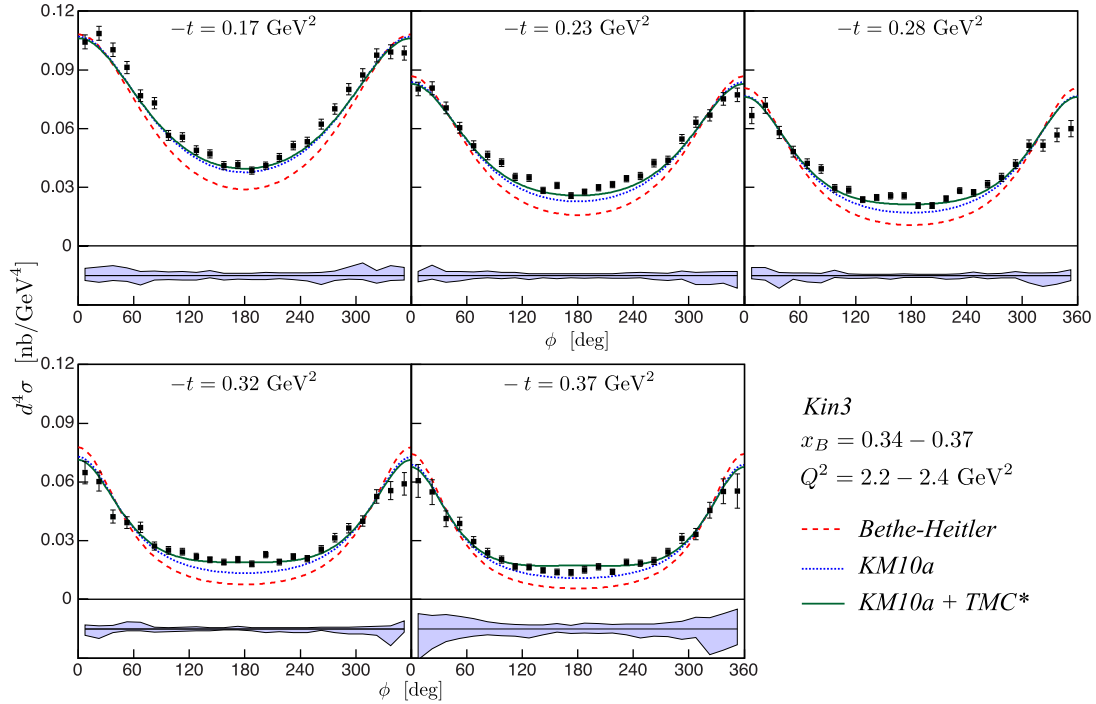 −t = 0.17 GeV²
−t = 0.23 GeV²
−t = 0.28 GeV²
0.12
0.09
0.06
0.03
0
0 60 120 180 240 300 0 60 120 180 240 300 0 60 120 180 240 300 360
ϕ [deg]
d⁴σ [nb/GeV⁴]
−t = 0.32 GeV²
− t = 0.37 GeV²
0.12
0.09
0.06
0.03
0
0 60 120 180 240 300 0 60 120 180 240 300 360
ϕ [deg]
Kin3
x_B = 0.34 − 0.37
Q² = 2.2 − 2.4 GeV²
Bethe-Heitler
KM10a
KM10a + TMC*